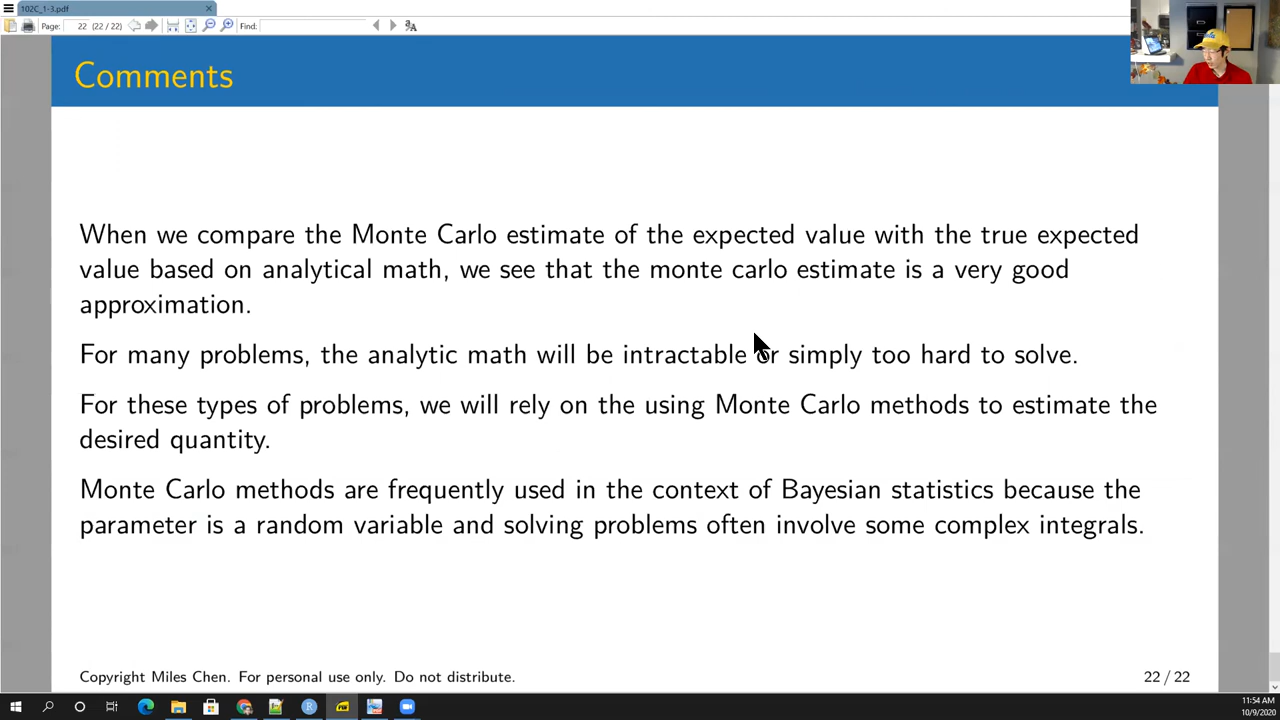 102C_1-3.pdf
Page: 22 (22 / 22) Find:
Comments
When we compare the Monte Carlo estimate of the expected value with the true expected
value based on analytical math, we see that the monte carlo estimate is a very good
approximation.
For many problems, the analytic math will be intractable or simply too hard to solve.
For these types of problems, we will rely on the using Monte Carlo methods to estimate the
desired quantity.
Monte Carlo methods are frequently used in the context of Bayesian statistics because the
parameter is a random variable and solving problems often involve some complex integrals.
Copyright Miles Chen. For personal use only. Do not distribute. 22 / 22
11:54 AM
10/9/2020